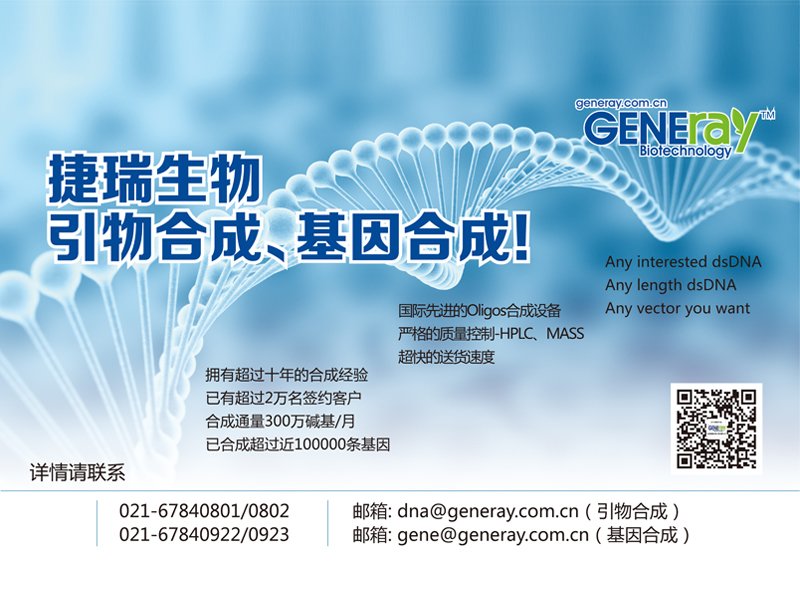 generay.com.cn
GENEray™
Biotechnology
捷瑞生物
引物合成、基因合成!
Any interested dsDNA
Any length dsDNA
Any vector you want
国际先进的Oligos合成设备
严格的质量控制-HPLC、MASS
超快的送货速度
拥有超过十年的合成经验
已有超过2万名签约客户
合成通量300万碱基/月
已合成超过近100000条基因
GENEray
详情请联系
021-67840801/0802
021-67840922/0923
邮箱: dna@generay.com.cn ( 引物合成 )
邮箱: gene@generay.com.cn ( 基因合成 )